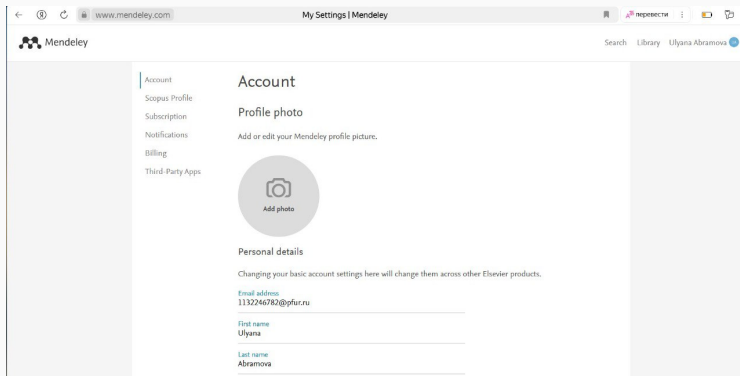 www.mendeley.com
My Settings | Mendeley
перевести
Mendeley
Search Library Ulyana Abramova
Account
Scopus Profile
Subscription
Notifications
Billing
Third-Party Apps
Account
Profile photo
Add or edit your Mendeley profile picture.
Add photo
Personal details
Changing your basic account settings here will change them across other Elsevier products.
Email address
1132246782@pfur.ru
First name
Ulyana
Last name
Abramova